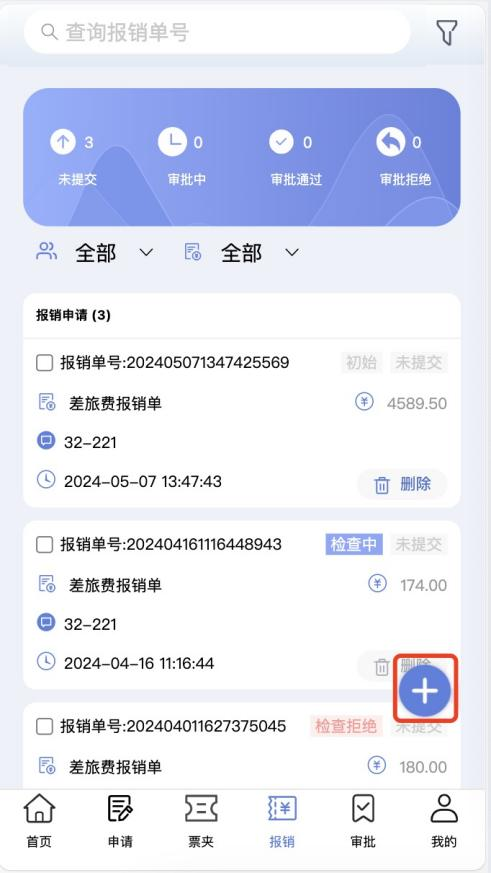 查询报销单号
3 0 0 0
未提交 审批中 审批通过 审批拒绝
全部 全部
报销申请 (3)
报销单号:202405071347425569 初始 未提交
差旅费报销单 4589.50
32-221
2024-05-07 13:47:43 删除
报销单号:202404161116448943 检查中 未提交
差旅费报销单 174.00
32-221
2024-04-16 11:16:44 删除
报销单号:202404011627375045 检查拒绝 未提交
差旅费报销单 180.00
首页 申请 票夹 报销 审批 我的